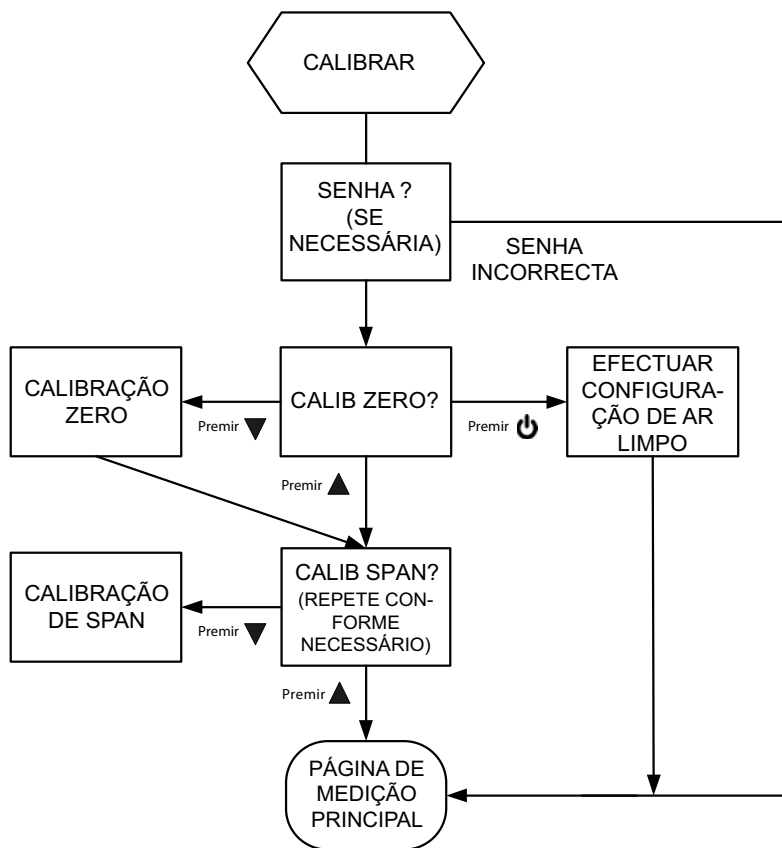 CALIBRAR
SENHA ?
(SE
NECESSÁRIA)
SENHA
INCORRECTA
CALIBRAÇÃO
ZERO
Premir
CALIB ZERO?
Premir
EFECTUAR
CONFIGURA-
ÇÃO DE AR
LIMPO
Premir
CALIBRAÇÃO
DE SPAN
Premir
CALIB SPAN?
(REPETE CON-
FORME
NECESSÁRIO)
Premir
PÁGINA DE
MEDIÇÃO
PRINCIPAL